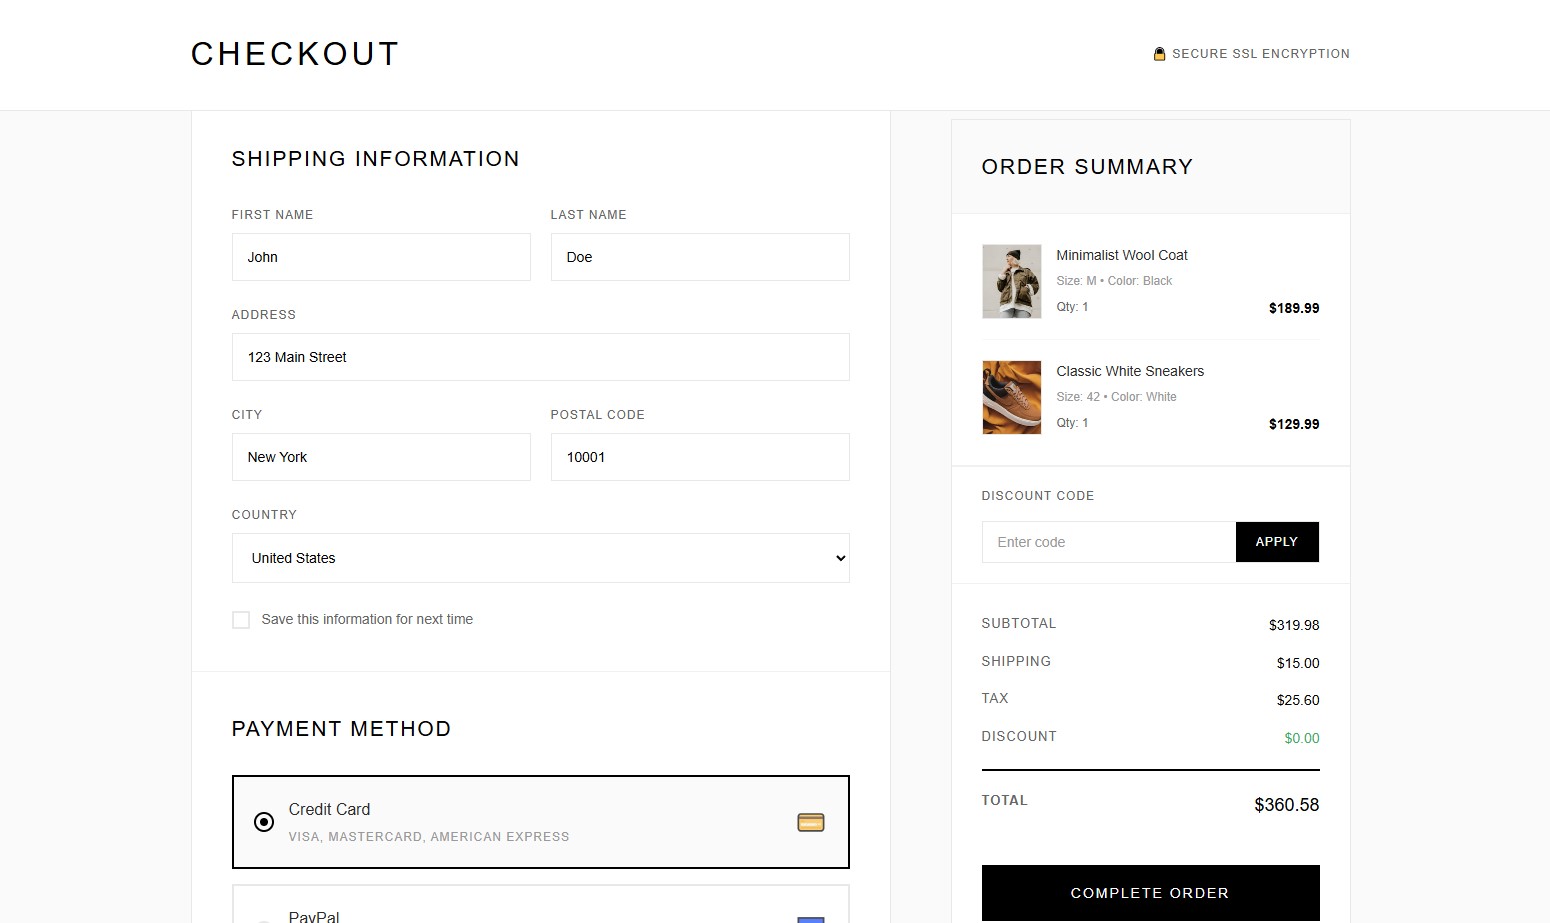 CHECKOUT
SECURE SSL ENCRYPTION
SHIPPING INFORMATION
FIRST NAME
LAST NAME
John
Doe
ADDRESS
123 Main Street
CITY
POSTAL CODE
New York
10001
COUNTRY
United States
Save this information for next time
PAYMENT METHOD
Credit Card
VISA, MASTERCARD, AMERICAN EXPRESS
PayPal
ORDER SUMMARY
Minimalist Wool Coat
Size: M • Color: Black
Qty: 1
$189.99
Classic White Sneakers
Size: 42 • Color: White
Qty: 1
$129.99
DISCOUNT CODE
Enter code
APPLY
SUBTOTAL $319.98
SHIPPING $15.00
TAX $25.60
DISCOUNT $0.00
TOTAL $360.58
COMPLETE ORDER